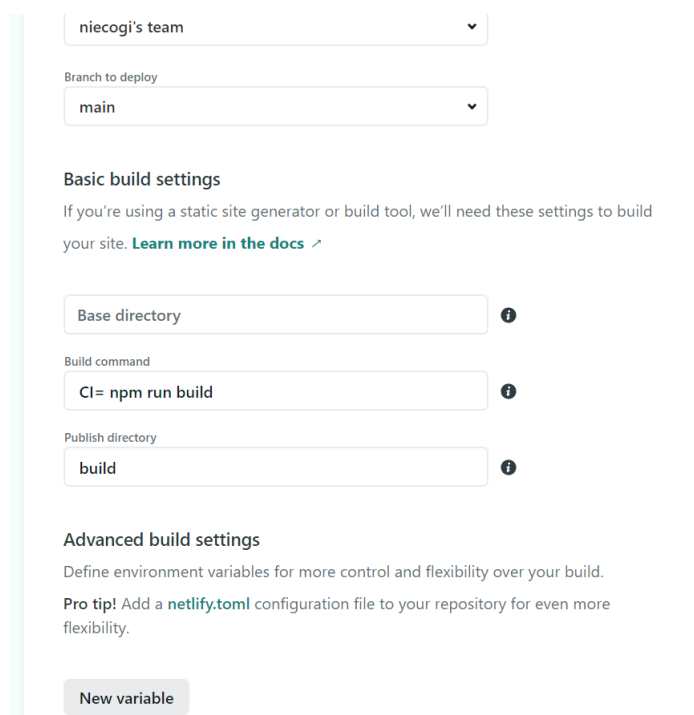 niecogi's team
Branch to deploy
main
Basic build settings
If you're using a static site generator or build tool, we'll need these settings to build
your site. Learn more in the docs ↗
Base directory
Build command
CI= npm run build
Publish directory
build
Advanced build settings
Define environment variables for more control and flexibility over your build.
Pro tip! Add a netlify.toml configuration file to your repository for even more
flexibility.
New variable